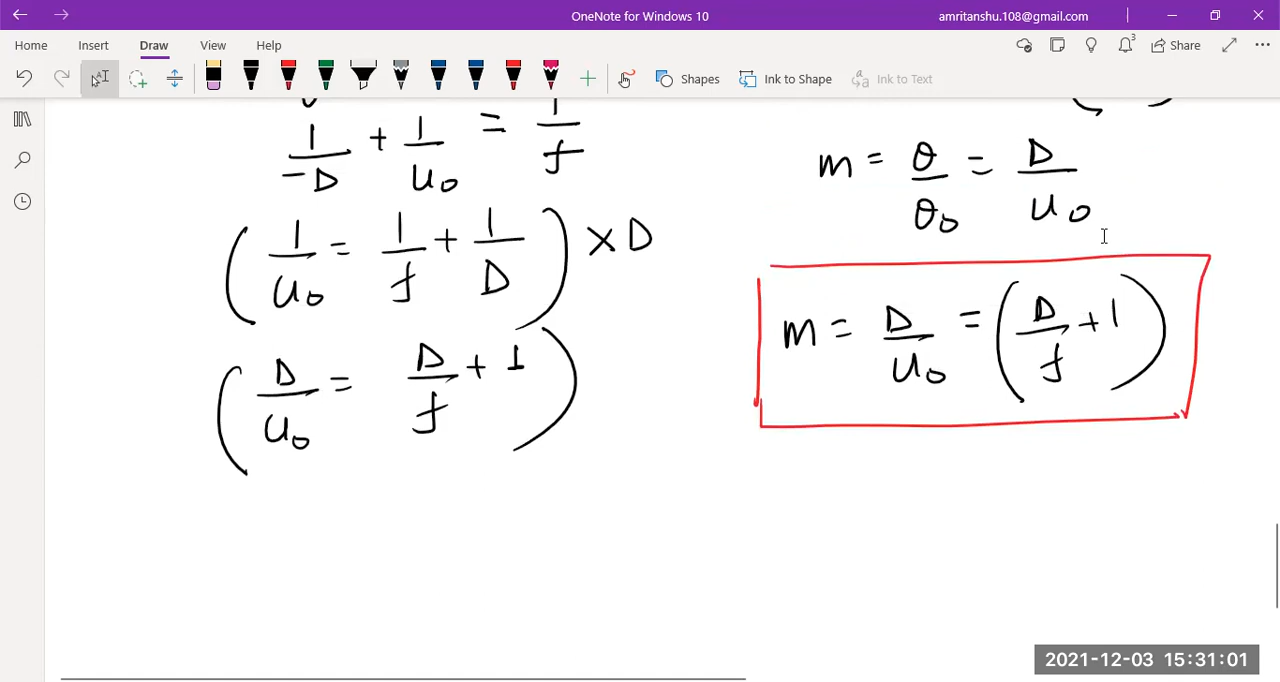 OneNote for Windows 10
amritanshu.108@gmail.com
Home Insert Draw View Help
3 Share
Shapes Ink to Shape Ink to Text
1/-D + 1/u₀ = 1/f
(1/u₀ = 1/f + 1/D) × D
(D/u₀ = D/f + 1)
m = θ/θ₀ = D/u₀
m = D/u₀ = (D/f + 1)
2021-12-03 15:31:01